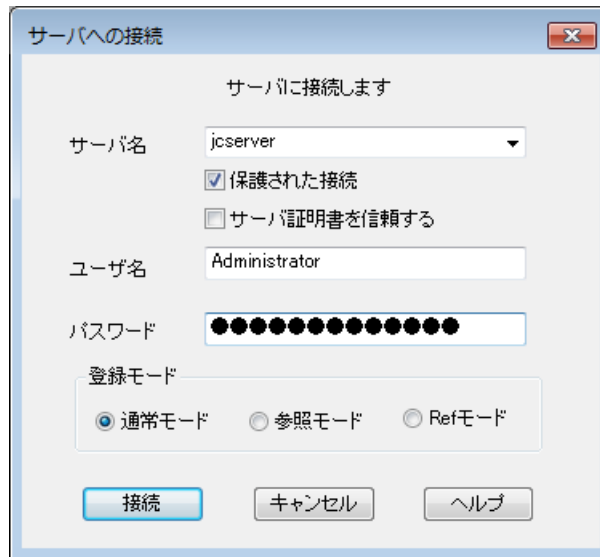 サーバへの接続
サーバに接続します
サーバ名 jcserver
保護された接続
サーバ証明書を信頼する
ユーザ名 Administrator
パスワード ●●●●●●●●●●●●●
登録モード
通常モード 参照モード Refモード
接続 キャンセル ヘルプ